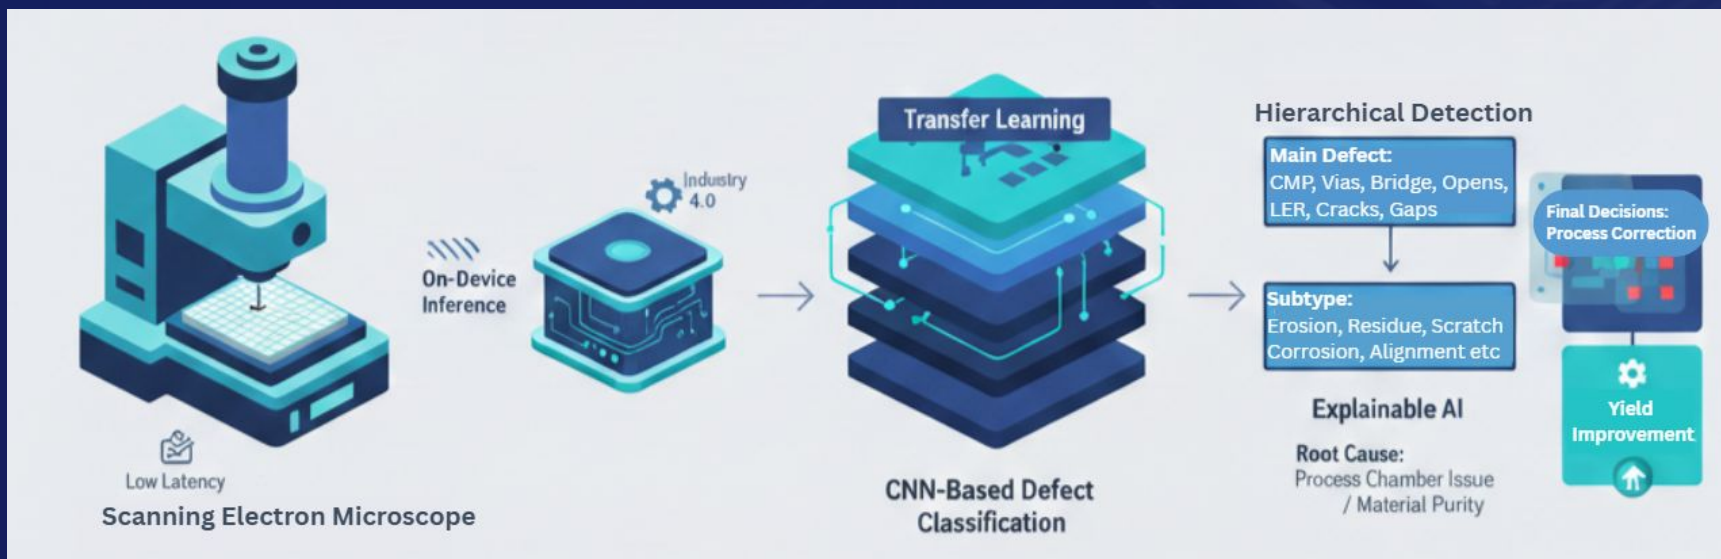 Low Latency
Scanning Electron Microscope
On-Device
Inference
Industry
4.0
Transfer Learning
CNN-Based Defect
Classification
Hierarchical Detection
Main Defect:
CMP, Vias, Bridge, Opens,
LER, Cracks, Gaps
Subtype:
Erosion, Residue, Scratch
Corrosion, Alignment etc
Explainable AI
Root Cause:
Process Chamber Issue
/ Material Purity
Final Decisions:
Process Correction
Yield
Improvement